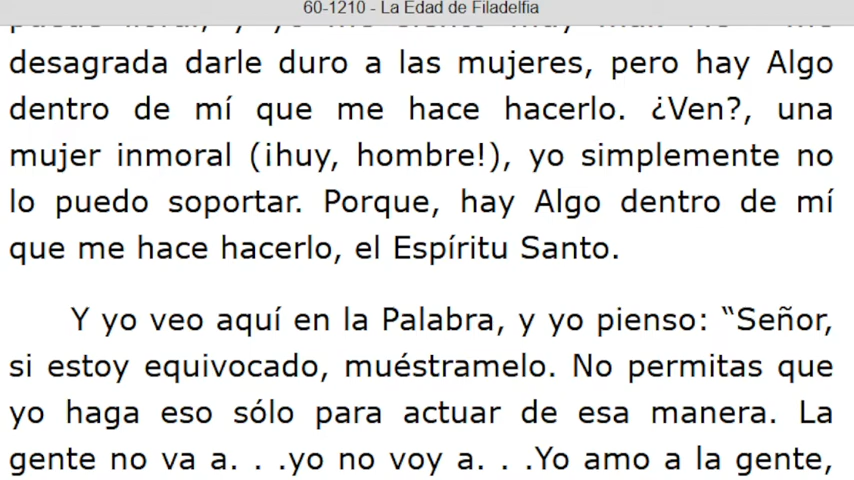 60-1210 - La Edad de Filadelfia
desagrada darle duro a las mujeres, pero hay Algo
dentro de mí que me hace hacerlo. ¿Ven?, una
mujer inmoral (¡huy, hombre!), yo simplemente no
lo puedo soportar. Porque, hay Algo dentro de mí
que me hace hacerlo, el Espíritu Santo.
Y yo veo aquí en la Palabra, y yo pienso: “Señor,
si estoy equivocado, muéstramelo. No permitas que
yo haga eso sólo para actuar de esa manera. La
gente no va a. . .yo no voy a. . .Yo amo a la gente,